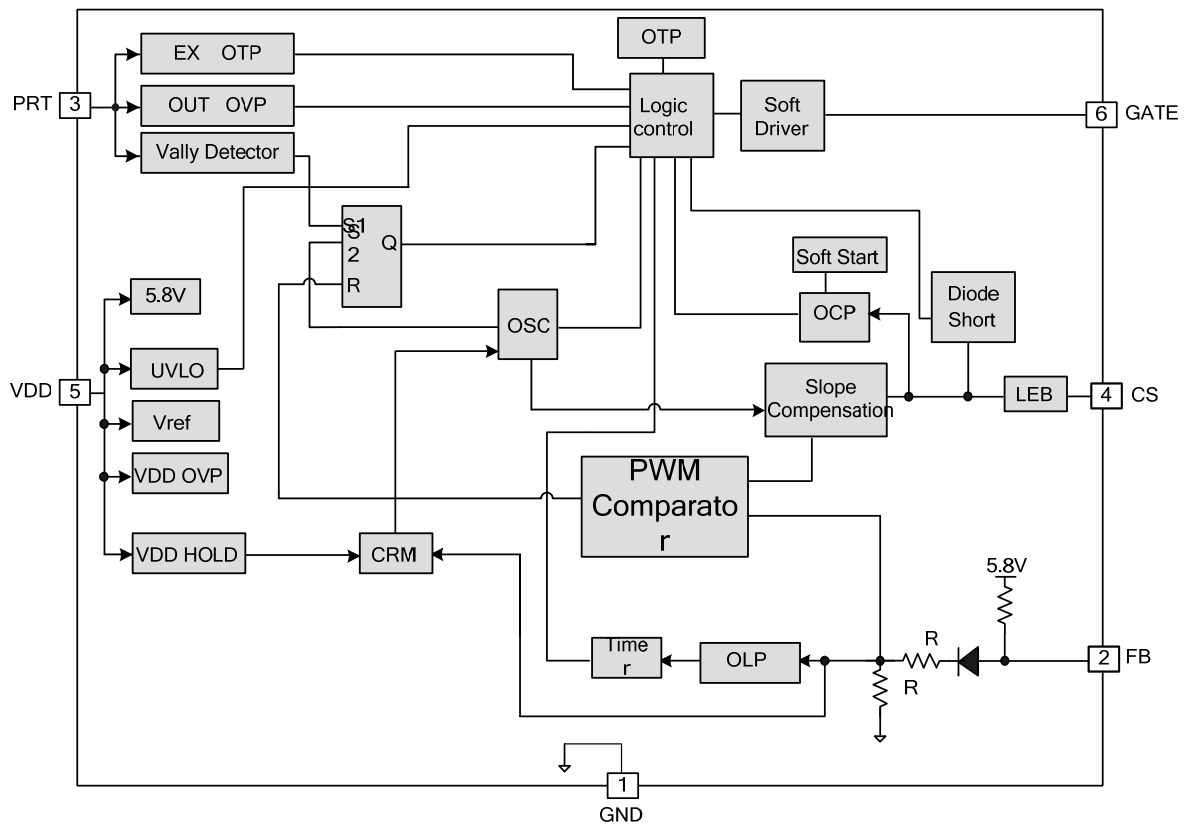 OTP
EX OTP
PRT 3
OUT OVP
Logic
control
Soft
Driver
6 GATE
Vally Detector
S1
S
2
Q
R
Soft Start
5.8V
OSC
OCP
Diode
Short
UVLO
VDD 5
Slope
Compensation
LEB
4 CS
Vref
VDD OVP
PWM
Comparato
r
VDD HOLD
CRM
5.8V
Time
r
OLP
R
2 FB
R
1
GND